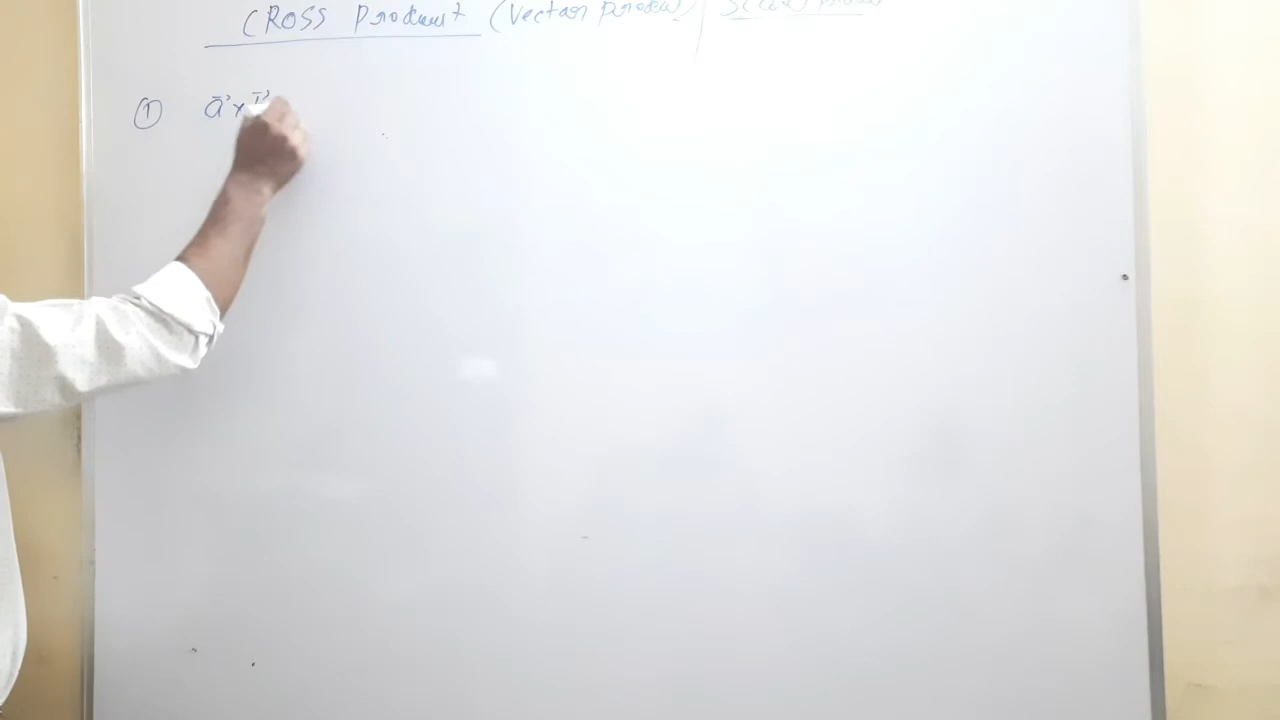 CROSS Product (Vector product) | Scalar product
① a⃗ ×